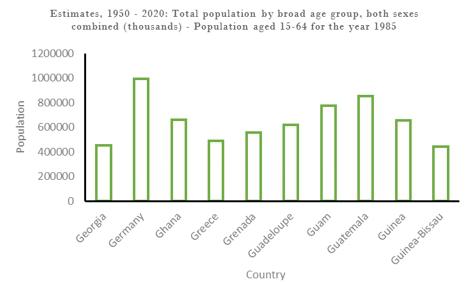 Estimates, 1950 - 2020: Total population by broad age group, both sexes
combined (thousands) - Population aged 15-64 for the year 1985
1200000
1000000
800000
600000
400000
200000
0
Population
Georgia
Germany
Ghana
Greece
Grenada
Guadeloupe
Guam
Guatemala
Guinea
Guinea-Bissau
Country